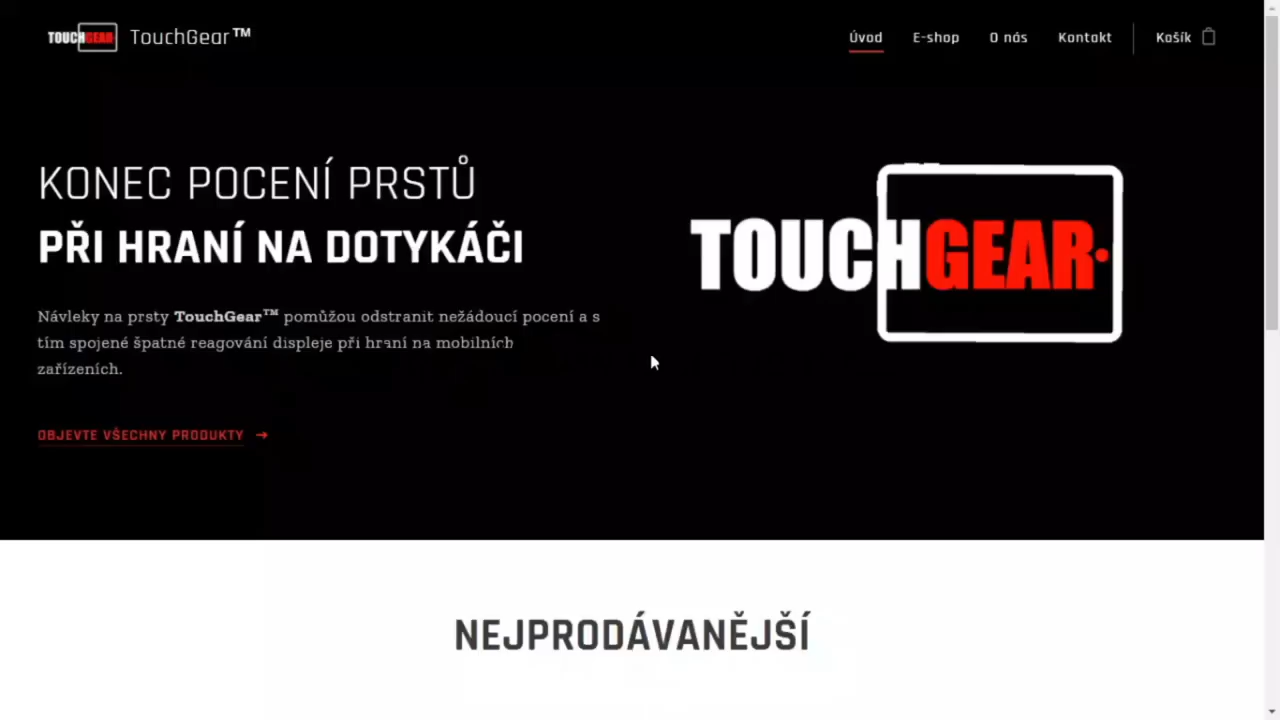 TOUCHGEAR TouchGear™
Úvod E-shop O nás Kontakt Košík
KONEC POCENÍ PRSTŮ
PŘI HRANÍ NA DOTYKÁČI
TOUCHGEAR
Návleky na prsty TouchGear™ pomůžou odstranit nežádoucí pocení a s
tím spojené špatné reagování displeje při hraní na mobilních
zařízeních.
OBJEVTE VŠECHNY PRODUKTY →
NEJPRODÁVANĚJŠÍ